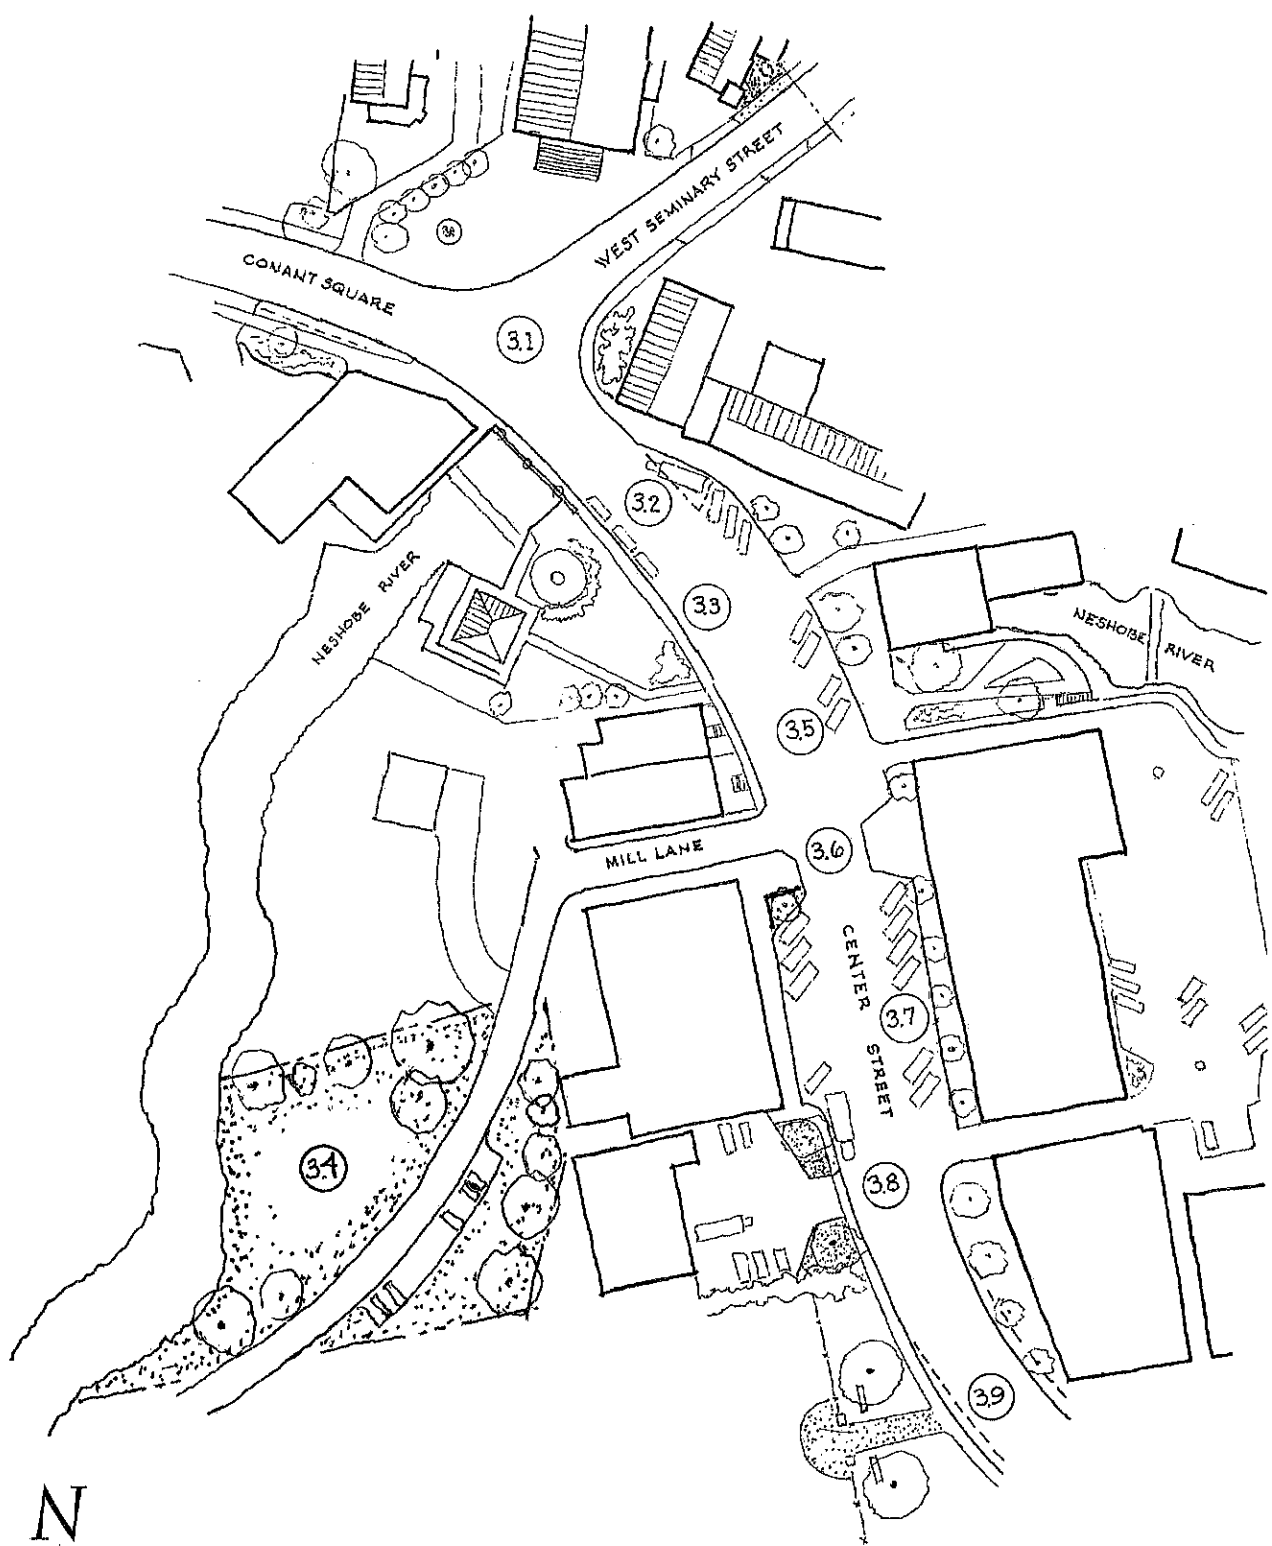 WEST SEMINARY STREET
CONANT SQUARE
3.1
3.2
NESHOBE RIVER
3.3
NESHOBE RIVER
3.5
MILL LANE
3.6
CENTER STREET
3.7
3.4
3.8
3.9
N